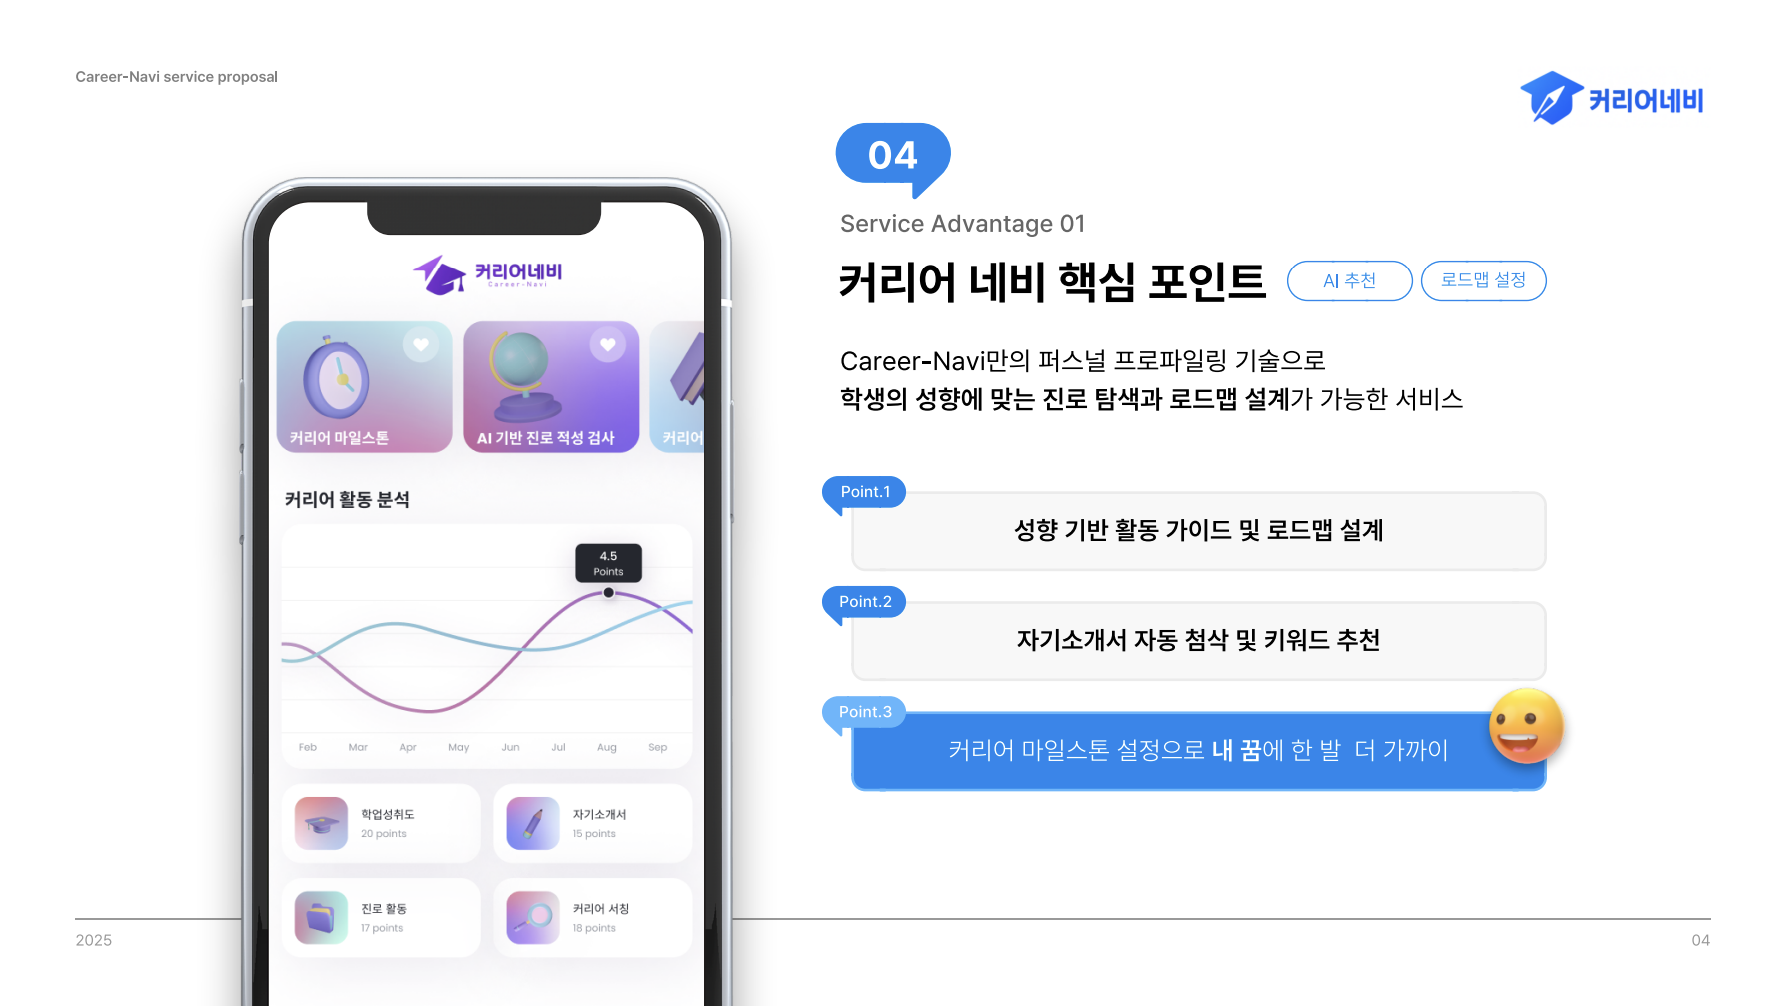 Career-Navi service proposal
커리어네비
04
Service Advantage 01
커리어 네비 핵심 포인트
AI 추천
로드맵 설정
Career-Navi만의 퍼스널 프로파일링 기술으로
학생의 성향에 맞는 진로 탐색과 로드맵 설계가 가능한 서비스
Point.1
성향 기반 활동 가이드 및 로드맵 설계
Point.2
자기소개서 자동 첨삭 및 키워드 추천
Point.3
커리어 마일스톤 설정으로 내 꿈에 한 발 더 가까이
커리어네비
Career-Navi
커리어 마일스톤
AI 기반 진로 적성 검사
커리어
커리어 활동 분석
4.5
Points
Feb Mar Apr May Jun Jul Aug Sep
학업성취도
20 points
자기소개서
15 points
진로 활동
17 points
커리어 서칭
18 points
2025
04